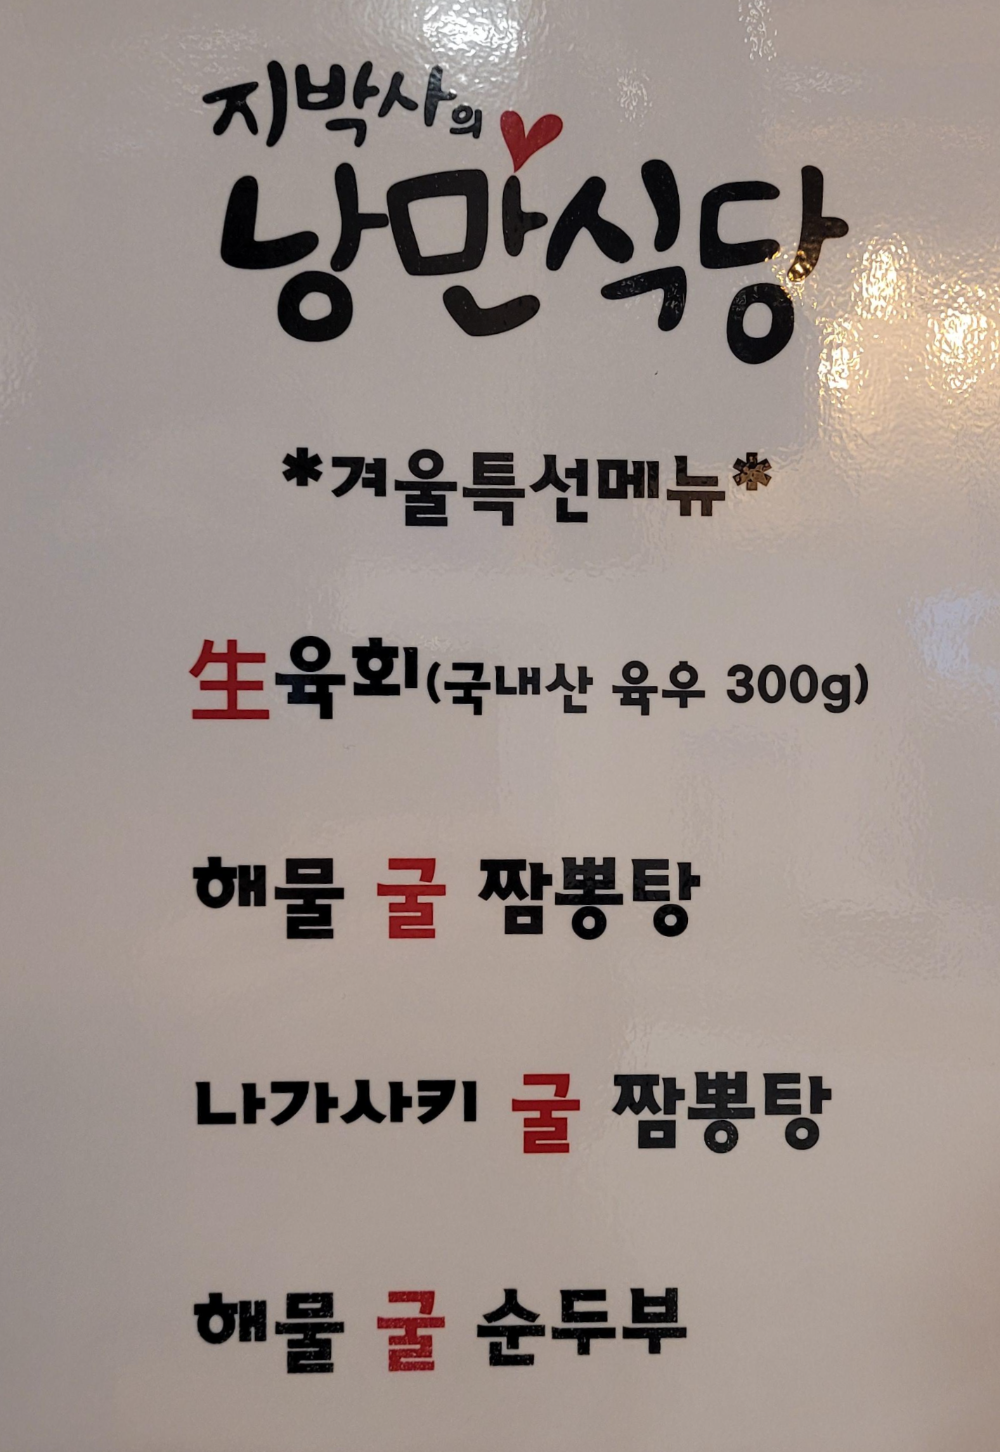 지박사의
낭만식당
*겨울특선메뉴*
生육회(국내산 육우 300g)
해물 굴 짬뽕탕
나가사키 굴 짬뽕탕
해물 굴 순두부